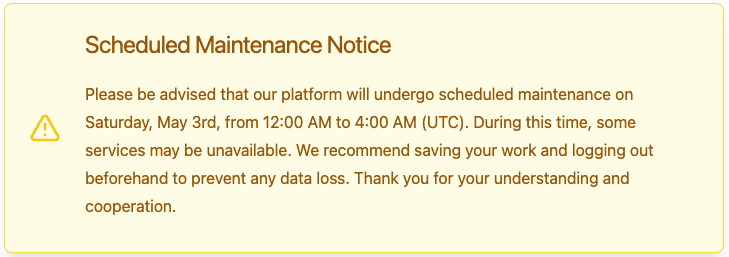 Scheduled Maintenance Notice
Please be advised that our platform will undergo scheduled maintenance on
Saturday, May 3rd, from 12:00 AM to 4:00 AM (UTC). During this time, some
services may be unavailable. We recommend saving your work and logging out
beforehand to prevent any data loss. Thank you for your understanding and
cooperation.